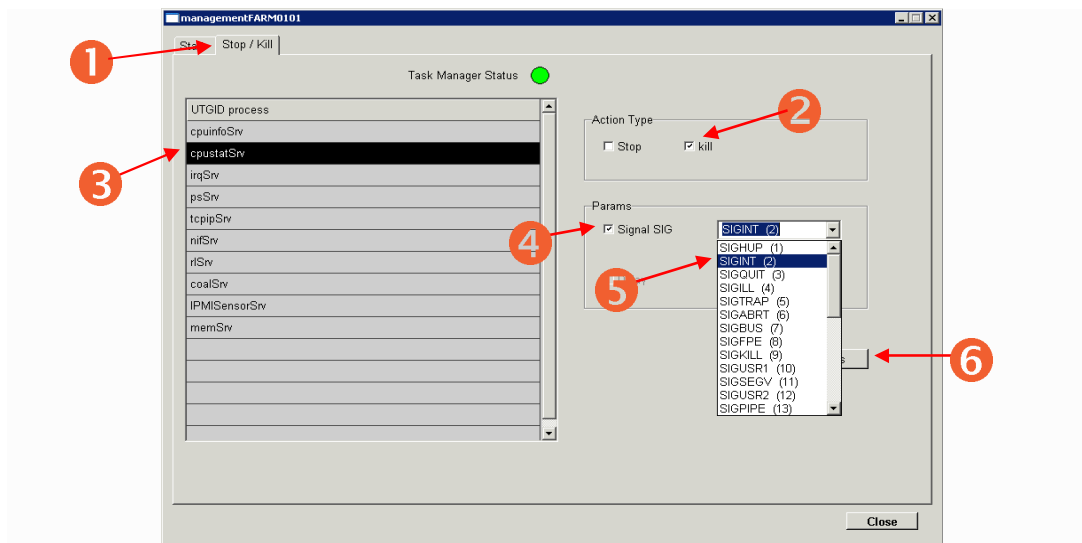 managementFARM0101
1
Stop / Kill
Task Manager Status
UTGID process
cpuinfoSrv
cpustatSrv
irqSrv
psSrv
tcpipSrv
nifSrv
rlSrv
coalSrv
IPMISensorSrv
memSrv
2
Action Type
Stop
kill
3
Params
4
Signal SIG
SIGINT (2)
5
SIGHUP (1)
SIGINT (2)
SIGQUIT (3)
SIGILL (4)
SIGTRAP (5)
SIGABRT (6)
SIGBUS (7)
SIGFPE (8)
SIGKILL (9)
SIGUSR1 (10)
SIGSEGV (11)
SIGUSR2 (12)
SIGPIPE (13)
6
Close